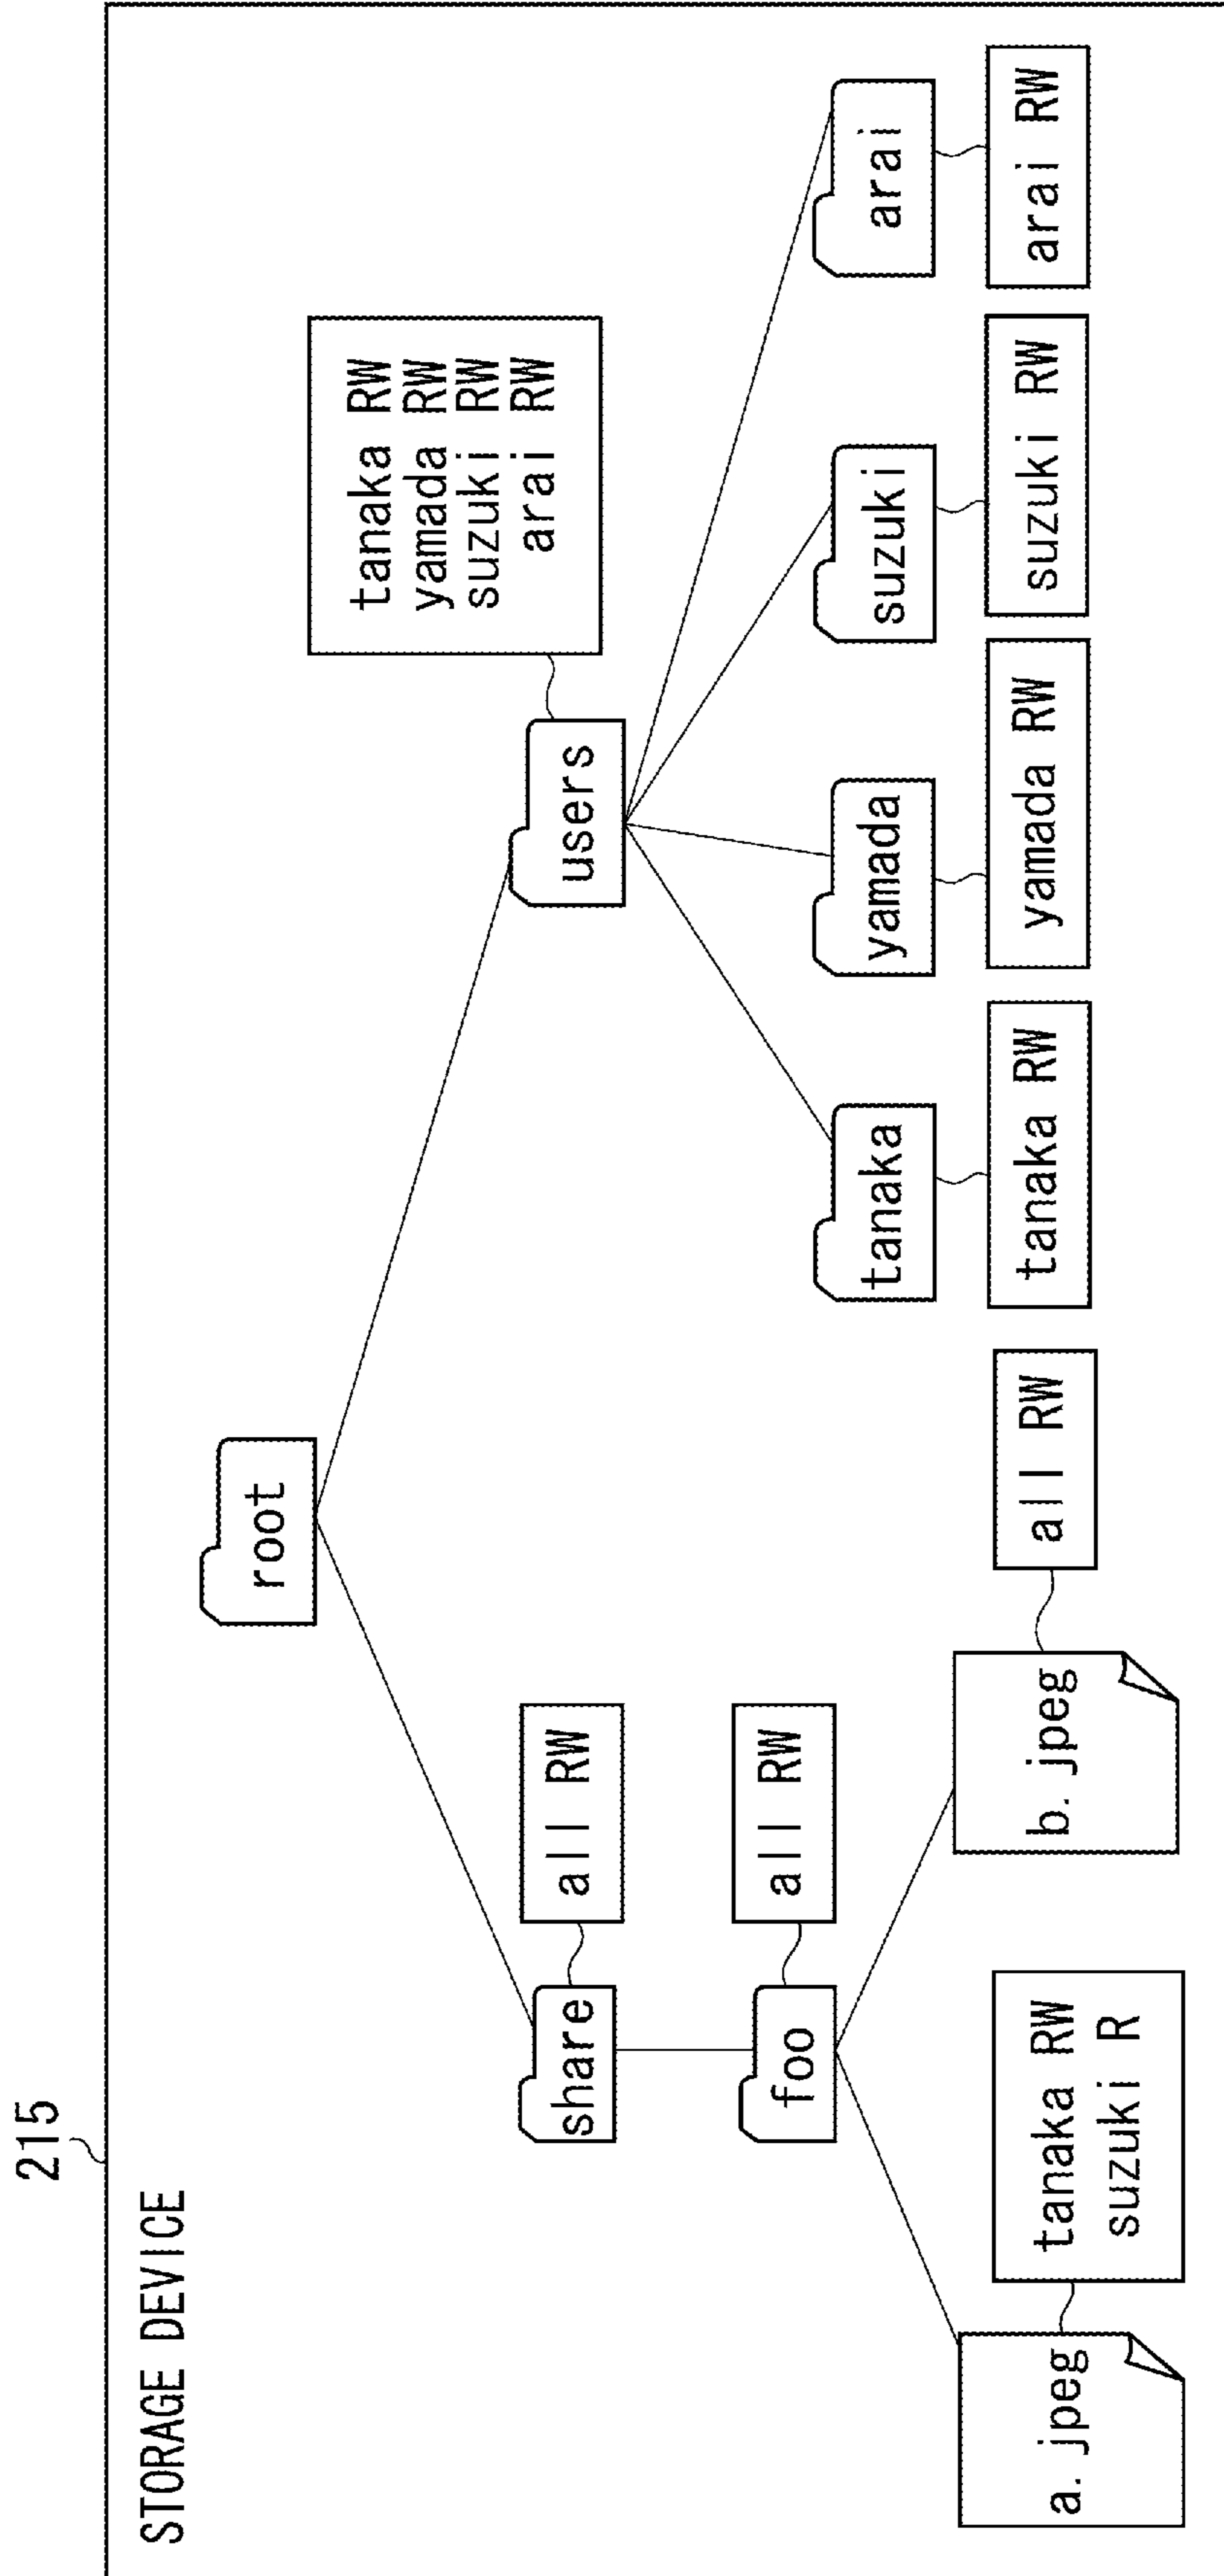 215
STORAGE DEVICE
root
share
all RW
users
tanaka RW
yamada RW
suzuki RW
arai RW
foo
all RW
a. jpeg
tanaka RW
suzuki R
b. jpeg
all RW
tanaka
tanaka RW
yamada
yamada RW
suzuki
suzuki RW
arai
arai RW